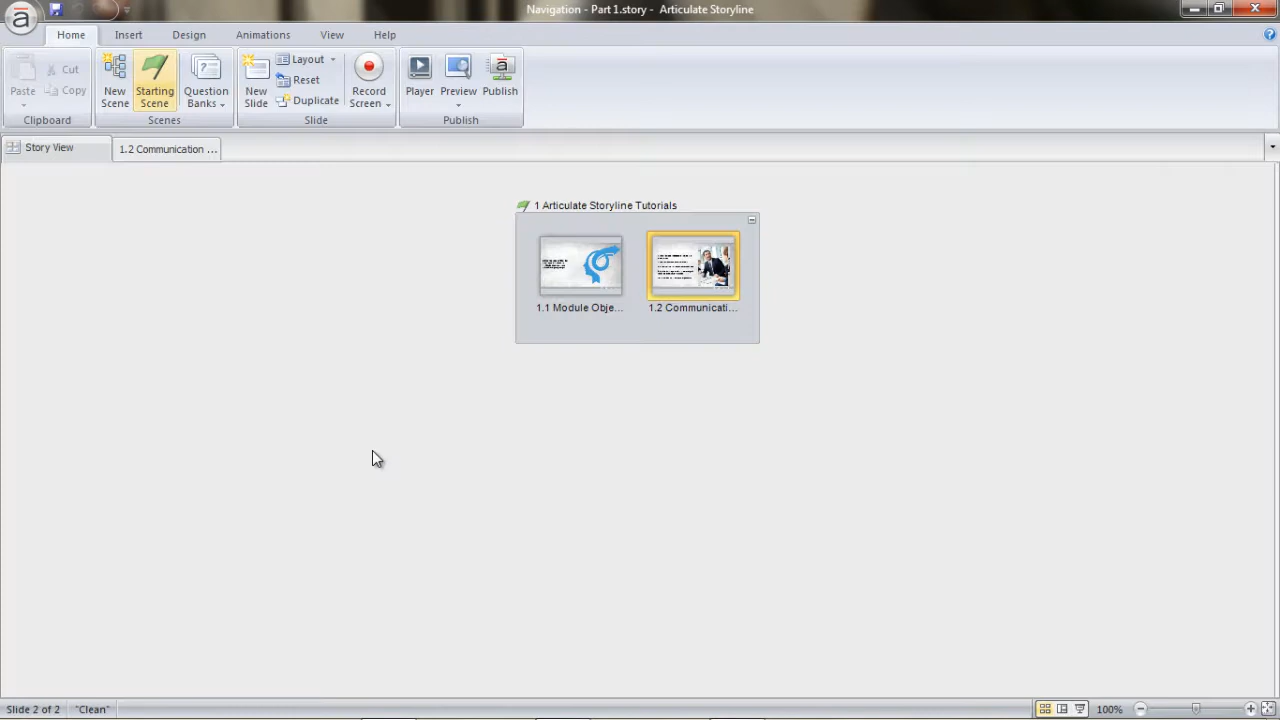 Navigation - Part 1.story - Articulate Storyline
Home Insert Design Animations View Help
Paste Cut Copy
Clipboard
New Scene Starting Scene Question Banks
Scenes
New Slide Layout Reset Duplicate Record Screen
Slide
Player Preview Publish
Publish
Story View 1.2 Communication ...
1 Articulate Storyline Tutorials
1.1 Module Obje... 1.2 Communicati...
Slide 2 of 2 "Clean" 100%